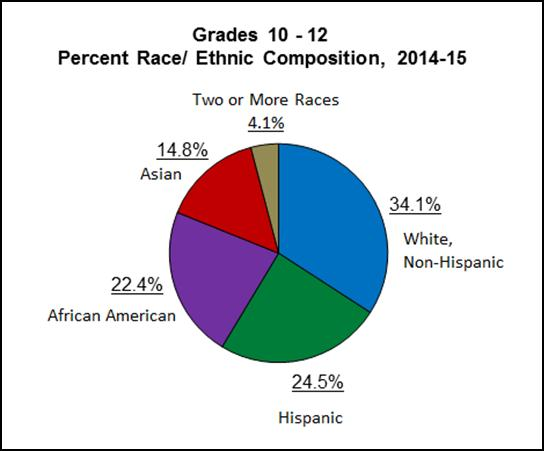 Grades 10 - 12
Percent Race/ Ethnic Composition, 2014-15
Two or More Races
4.1%
14.8%
Asian
34.1%
White,
Non-Hispanic
22.4%
African American
24.5%
Hispanic